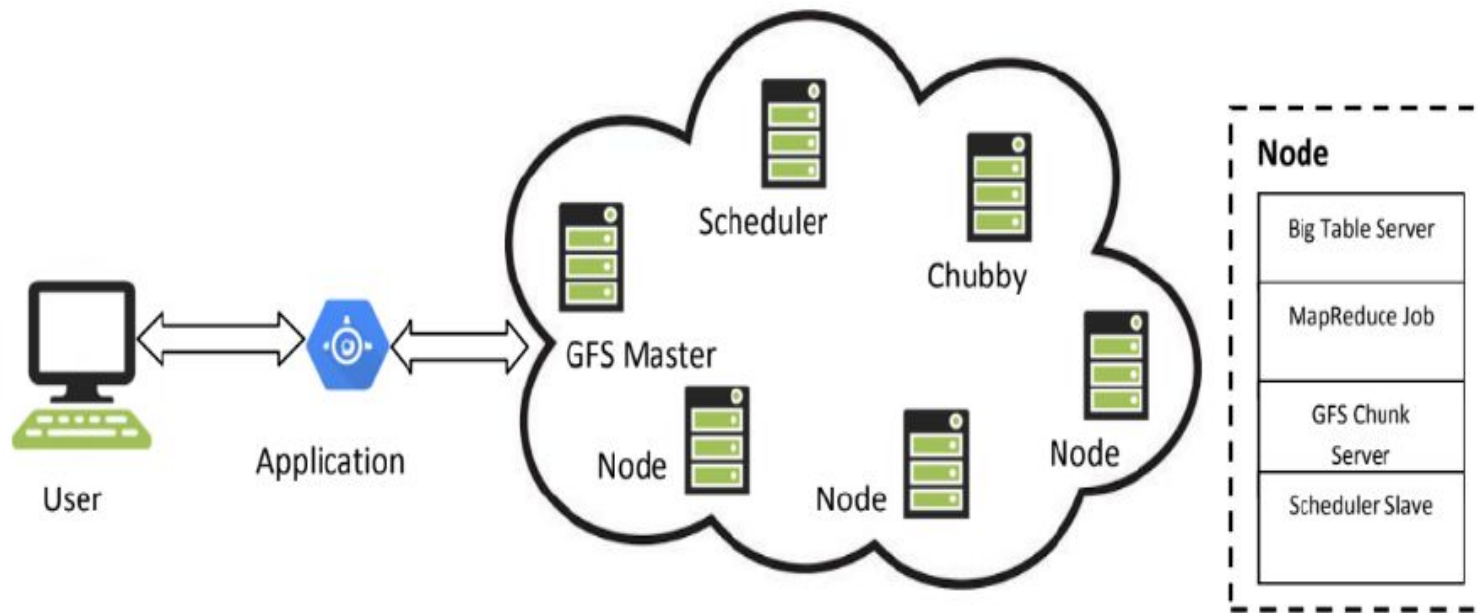 Scheduler
Chubby
GFS Master
Node
Node
Node
User
Application
Node
Big Table Server
MapReduce Job
GFS Chunk
Server
Scheduler Slave